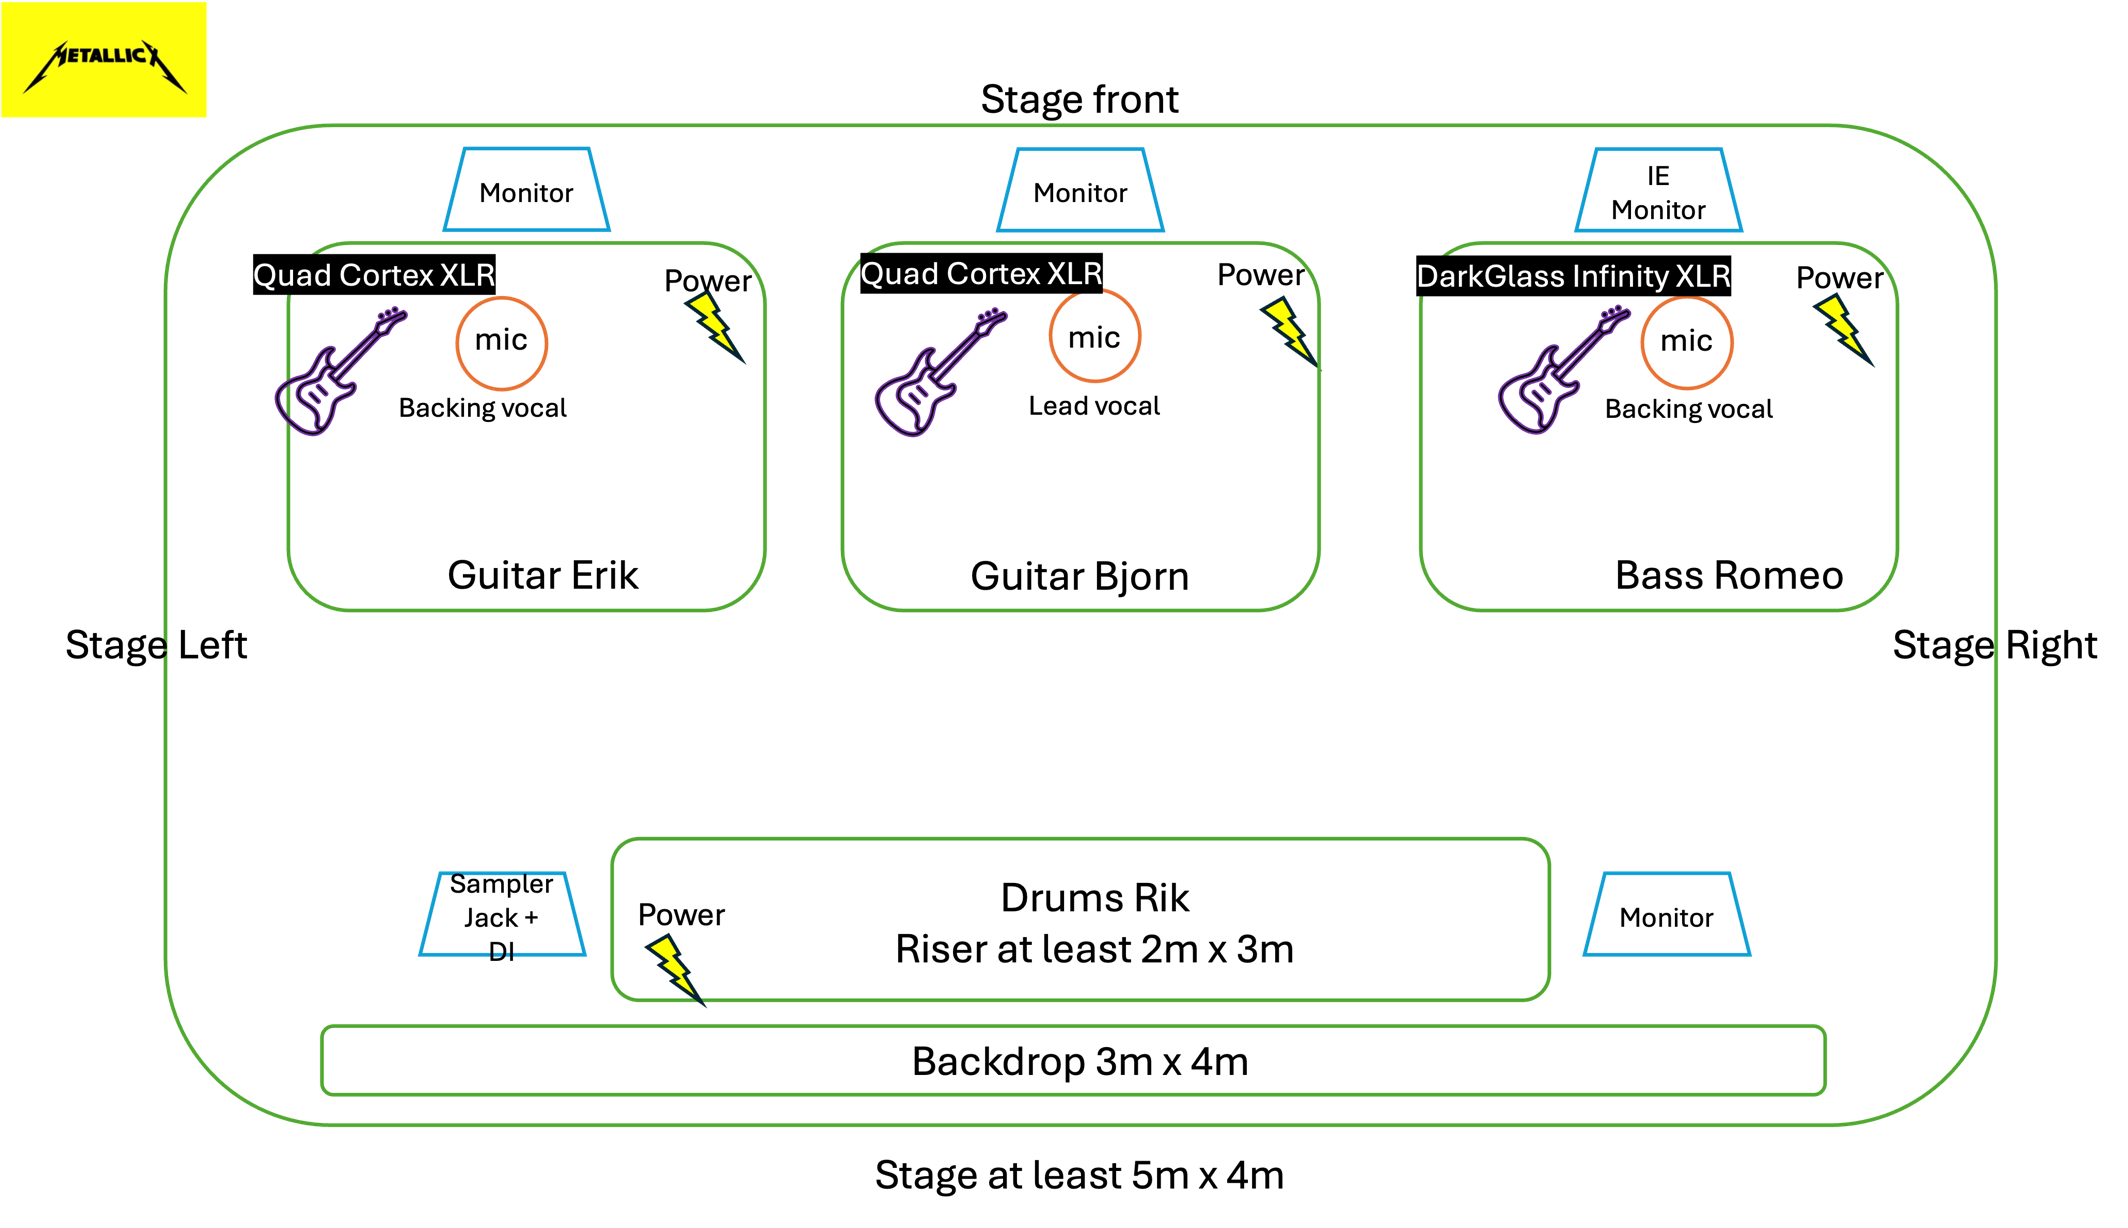 METALLICX
Stage front
Monitor
Monitor
IE
Monitor
Quad Cortex XLR
Power
Quad Cortex XLR
Power
DarkGlass Infinity XLR
Power
mic
mic
mic
Backing vocal
Lead vocal
Backing vocal
Guitar Erik
Guitar Bjorn
Bass Romeo
Stage Left
Stage Right
Sampler
Jack +
DI
Power
Drums Rik
Riser at least 2m x 3m
Monitor
Backdrop 3m x 4m
Stage at least 5m x 4m